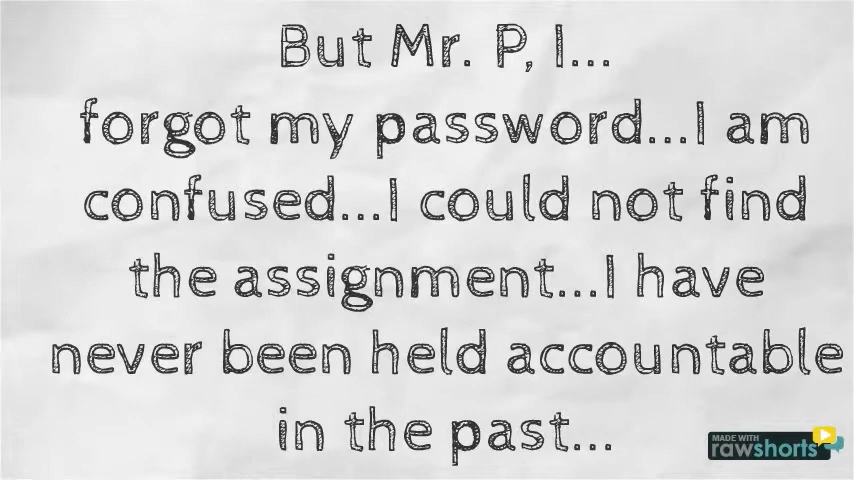 But Mr. P, I...
forgot my password...I am
confused...I could not find
the assignment...I have
never been held accountable
in the past...
MADE WITH
rawshorts